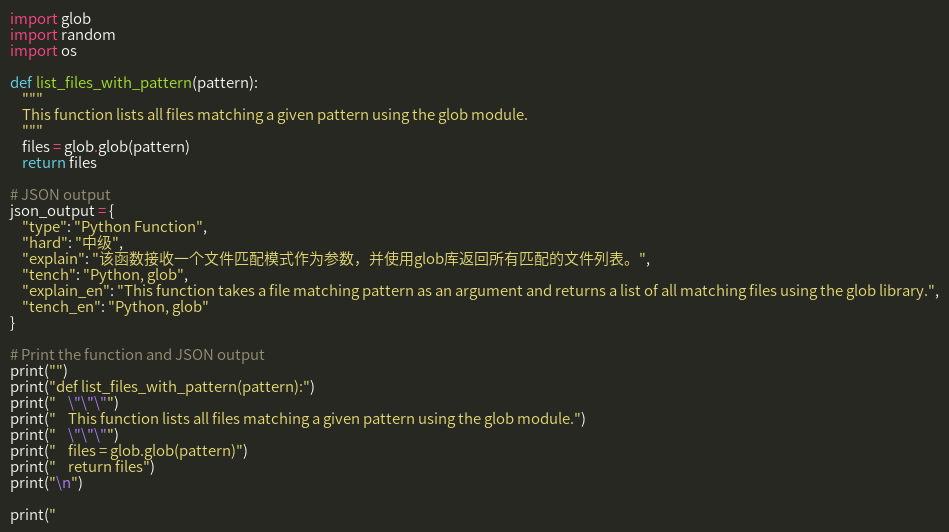 import glob
import random
import os

def list_files_with_pattern(pattern):
    """
    This function lists all files matching a given pattern using the glob module.
    """
    files = glob.glob(pattern)
    return files

# JSON output
json_output = {
    "type": "Python Function",
    "hard": "中级",
    "explain": "该函数接收一个文件匹配模式作为参数，并使用glob库返回所有匹配的文件列表。",
    "tench": "Python, glob",
    "explain_en": "This function takes a file matching pattern as an argument and returns a list of all matching files using the glob library.",
    "tench_en": "Python, glob"
}

# Print the function and JSON output
print("")
print("def list_files_with_pattern(pattern):")
print("    \"\"\"")
print("    This function lists all files matching a given pattern using the glob module.")
print("    \"\"\"")
print("    files = glob.glob(pattern)")
print("    return files")
print("\n")

print("